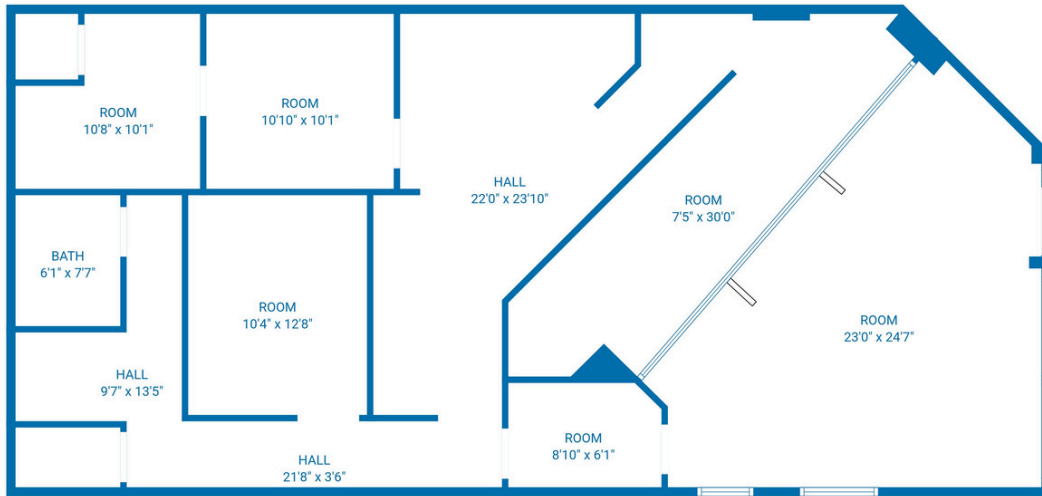 ROOM
10'8" x 10'1"
ROOM
10'10" x 10'1"
HALL
22'0" x 23'10"
ROOM
7'5" x 30'0"
BATH
6'1" x 7'7"
ROOM
10'4" x 12'8"
ROOM
23'0" x 24'7"
HALL
9'7" x 13'5"
ROOM
8'10" x 6'1"
HALL
21'8" x 3'6"